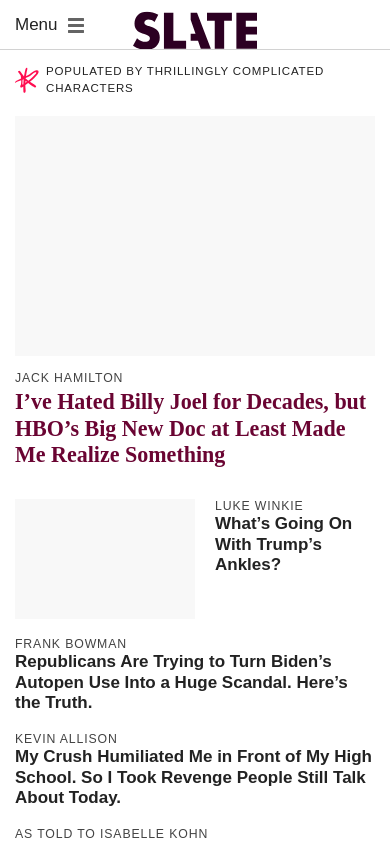 Menu
SLATE
POPULATED BY THRILLINGLY COMPLICATED
CHARACTERS
JACK HAMILTON
I’ve Hated Billy Joel for Decades, but
HBO’s Big New Doc at Least Made
Me Realize Something
LUKE WINKIE
What’s Going On
With Trump’s
Ankles?
FRANK BOWMAN
Republicans Are Trying to Turn Biden’s
Autopen Use Into a Huge Scandal. Here’s
the Truth.
KEVIN ALLISON
My Crush Humiliated Me in Front of My High
School. So I Took Revenge People Still Talk
About Today.
AS TOLD TO ISABELLE KOHN